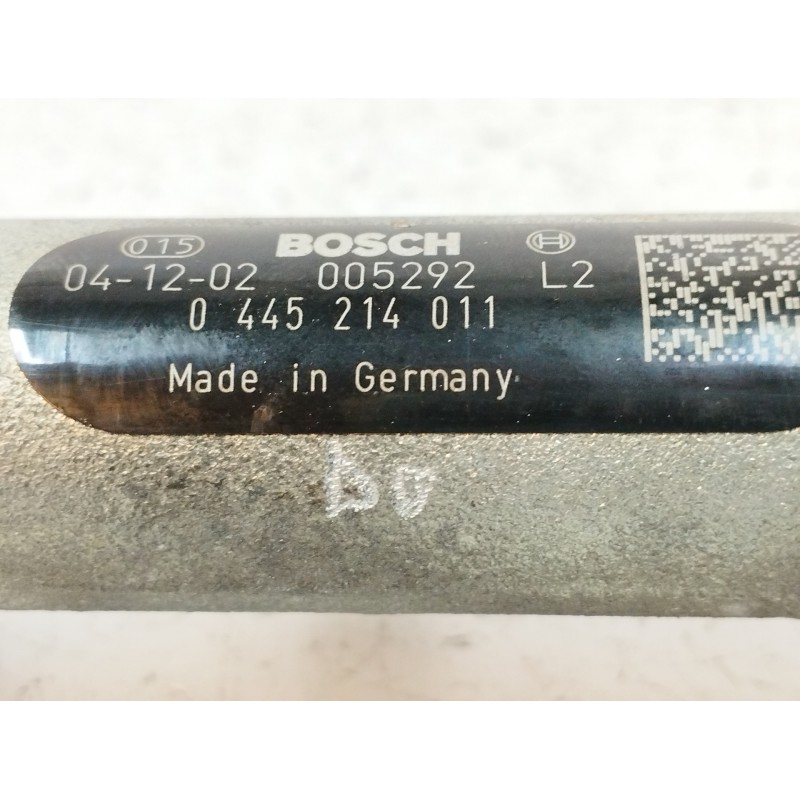 015 BOSCH
04-12-02 005292 L2
0 445 214 011
Made in Germany